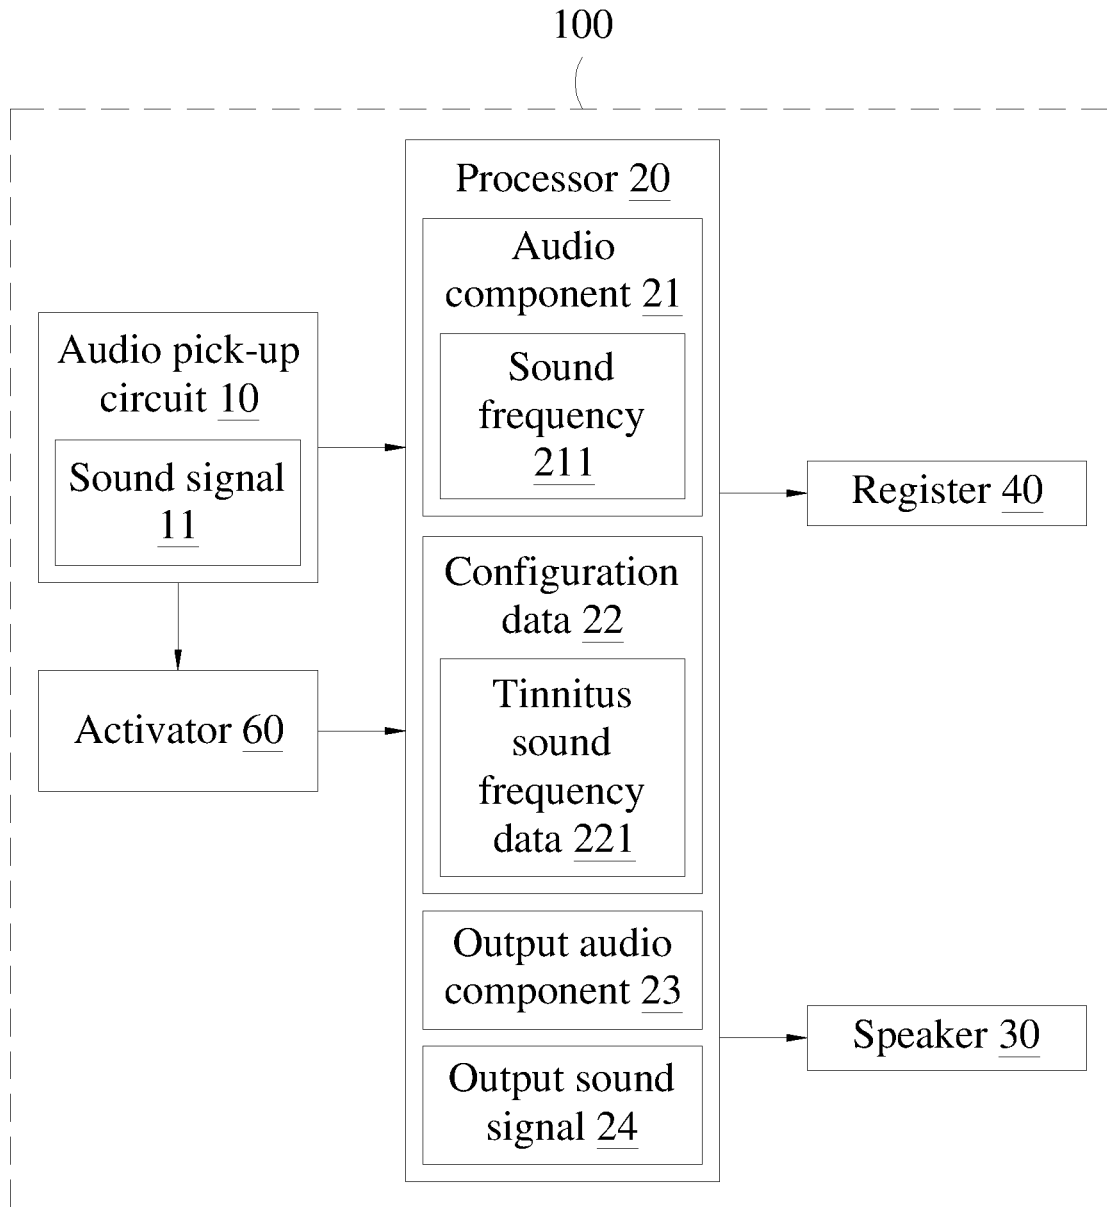 100
Processor 20
Audio
component 21
Sound
frequency
211
Audio pick-up
circuit 10
Sound signal
11
Register 40
Configuration
data 22
Tinnitus
sound
frequency
data 221
Activator 60
Output audio
component 23
Speaker 30
Output sound
signal 24